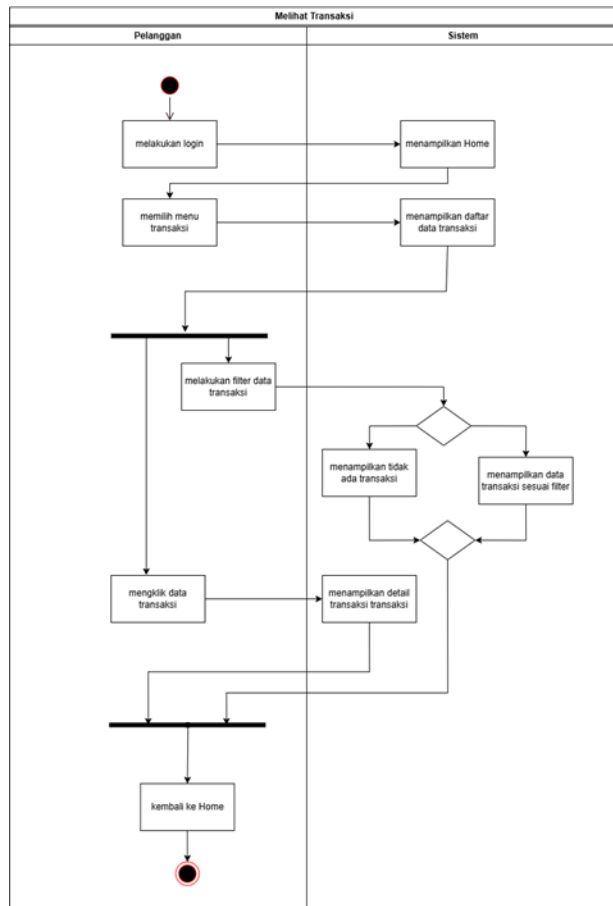 Melihat Transaksi
Pelanggan
Sistem
melakukan login
menampilkan Home
memilih menu
transaksi
menampilkan daftar
data transaksi
melakukan filter data
transaksi
menampilkan tidak
ada transaksi
menampilkan data
transaksi sesuai filter
mengklik data
transaksi
menampilkan detail
transaksi transaksi
kembali ke Home